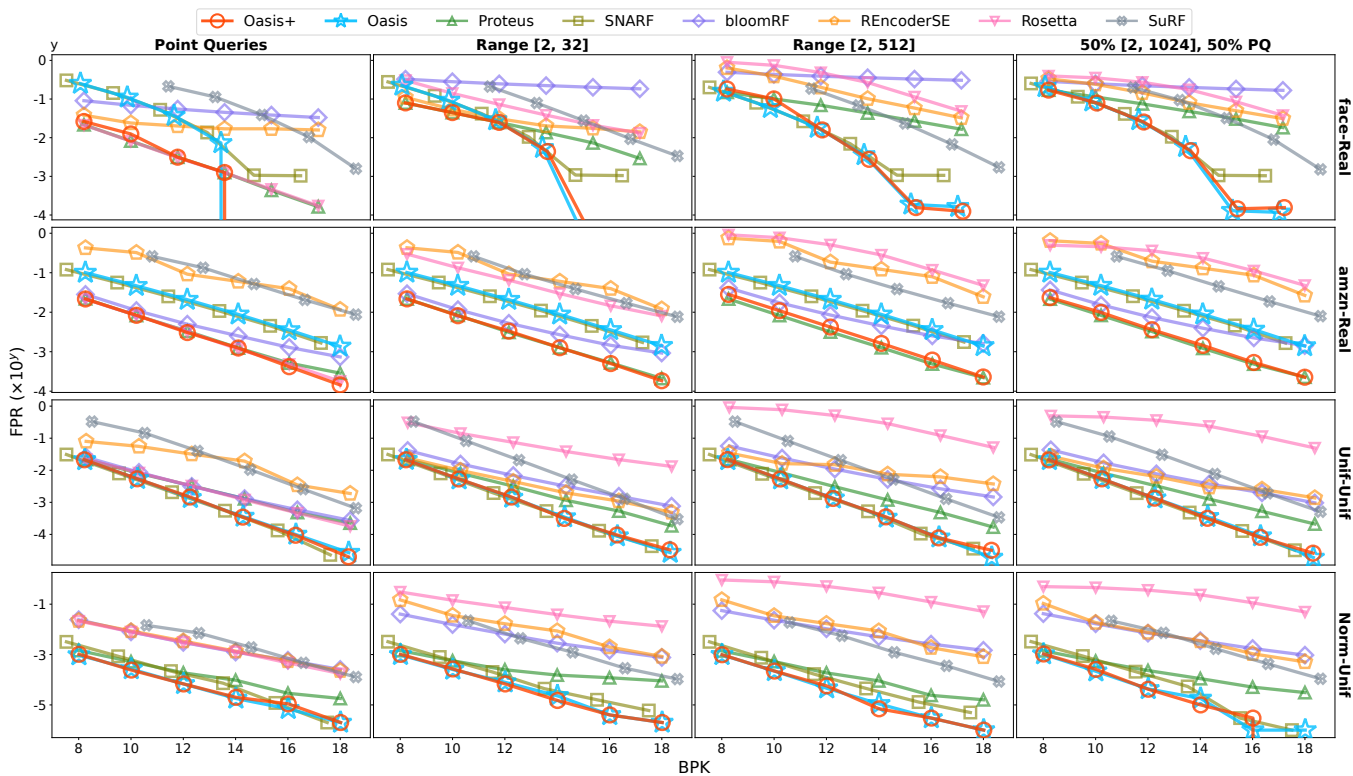 Oasis+ Oasis Proteus SNARF bloomRF REncoderSE Rosetta SuRF
y Point Queries Range [2, 32] Range [2, 512] 50% [2, 1024], 50% PQ
0
-1
-2
-3
-4
face-Real
0
-1
-2
-3
-4
amzn-Real
FPR (×10ʸ)
0
-1
-2
-3
-4
Unif-Unif
-1
-3
-5
Norm-Unif
8 10 12 14 16 18 8 10 12 14 16 18 8 10 12 14 16 18 8 10 12 14 16 18
BPK